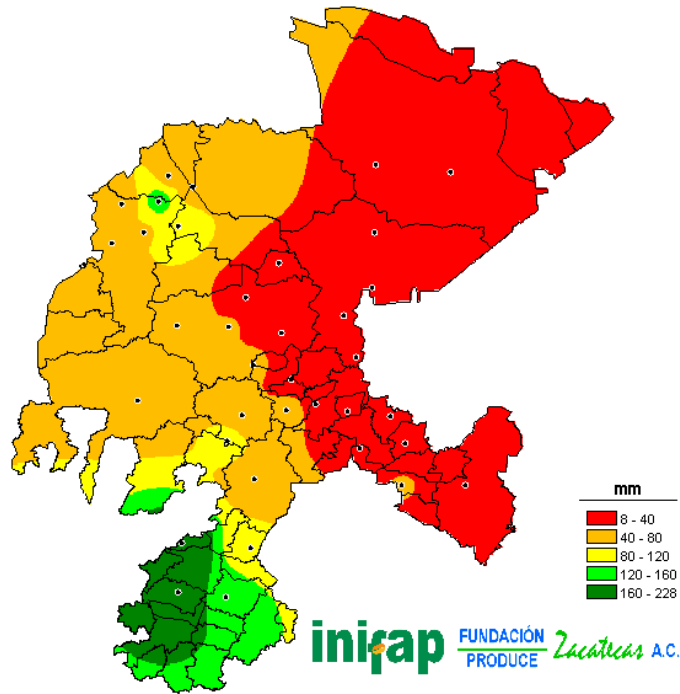 mm
8 - 40
40 - 80
80 - 120
120 - 160
160 - 228
inifap
FUNDACIÓN
PRODUCE
Zacatecas A.C.